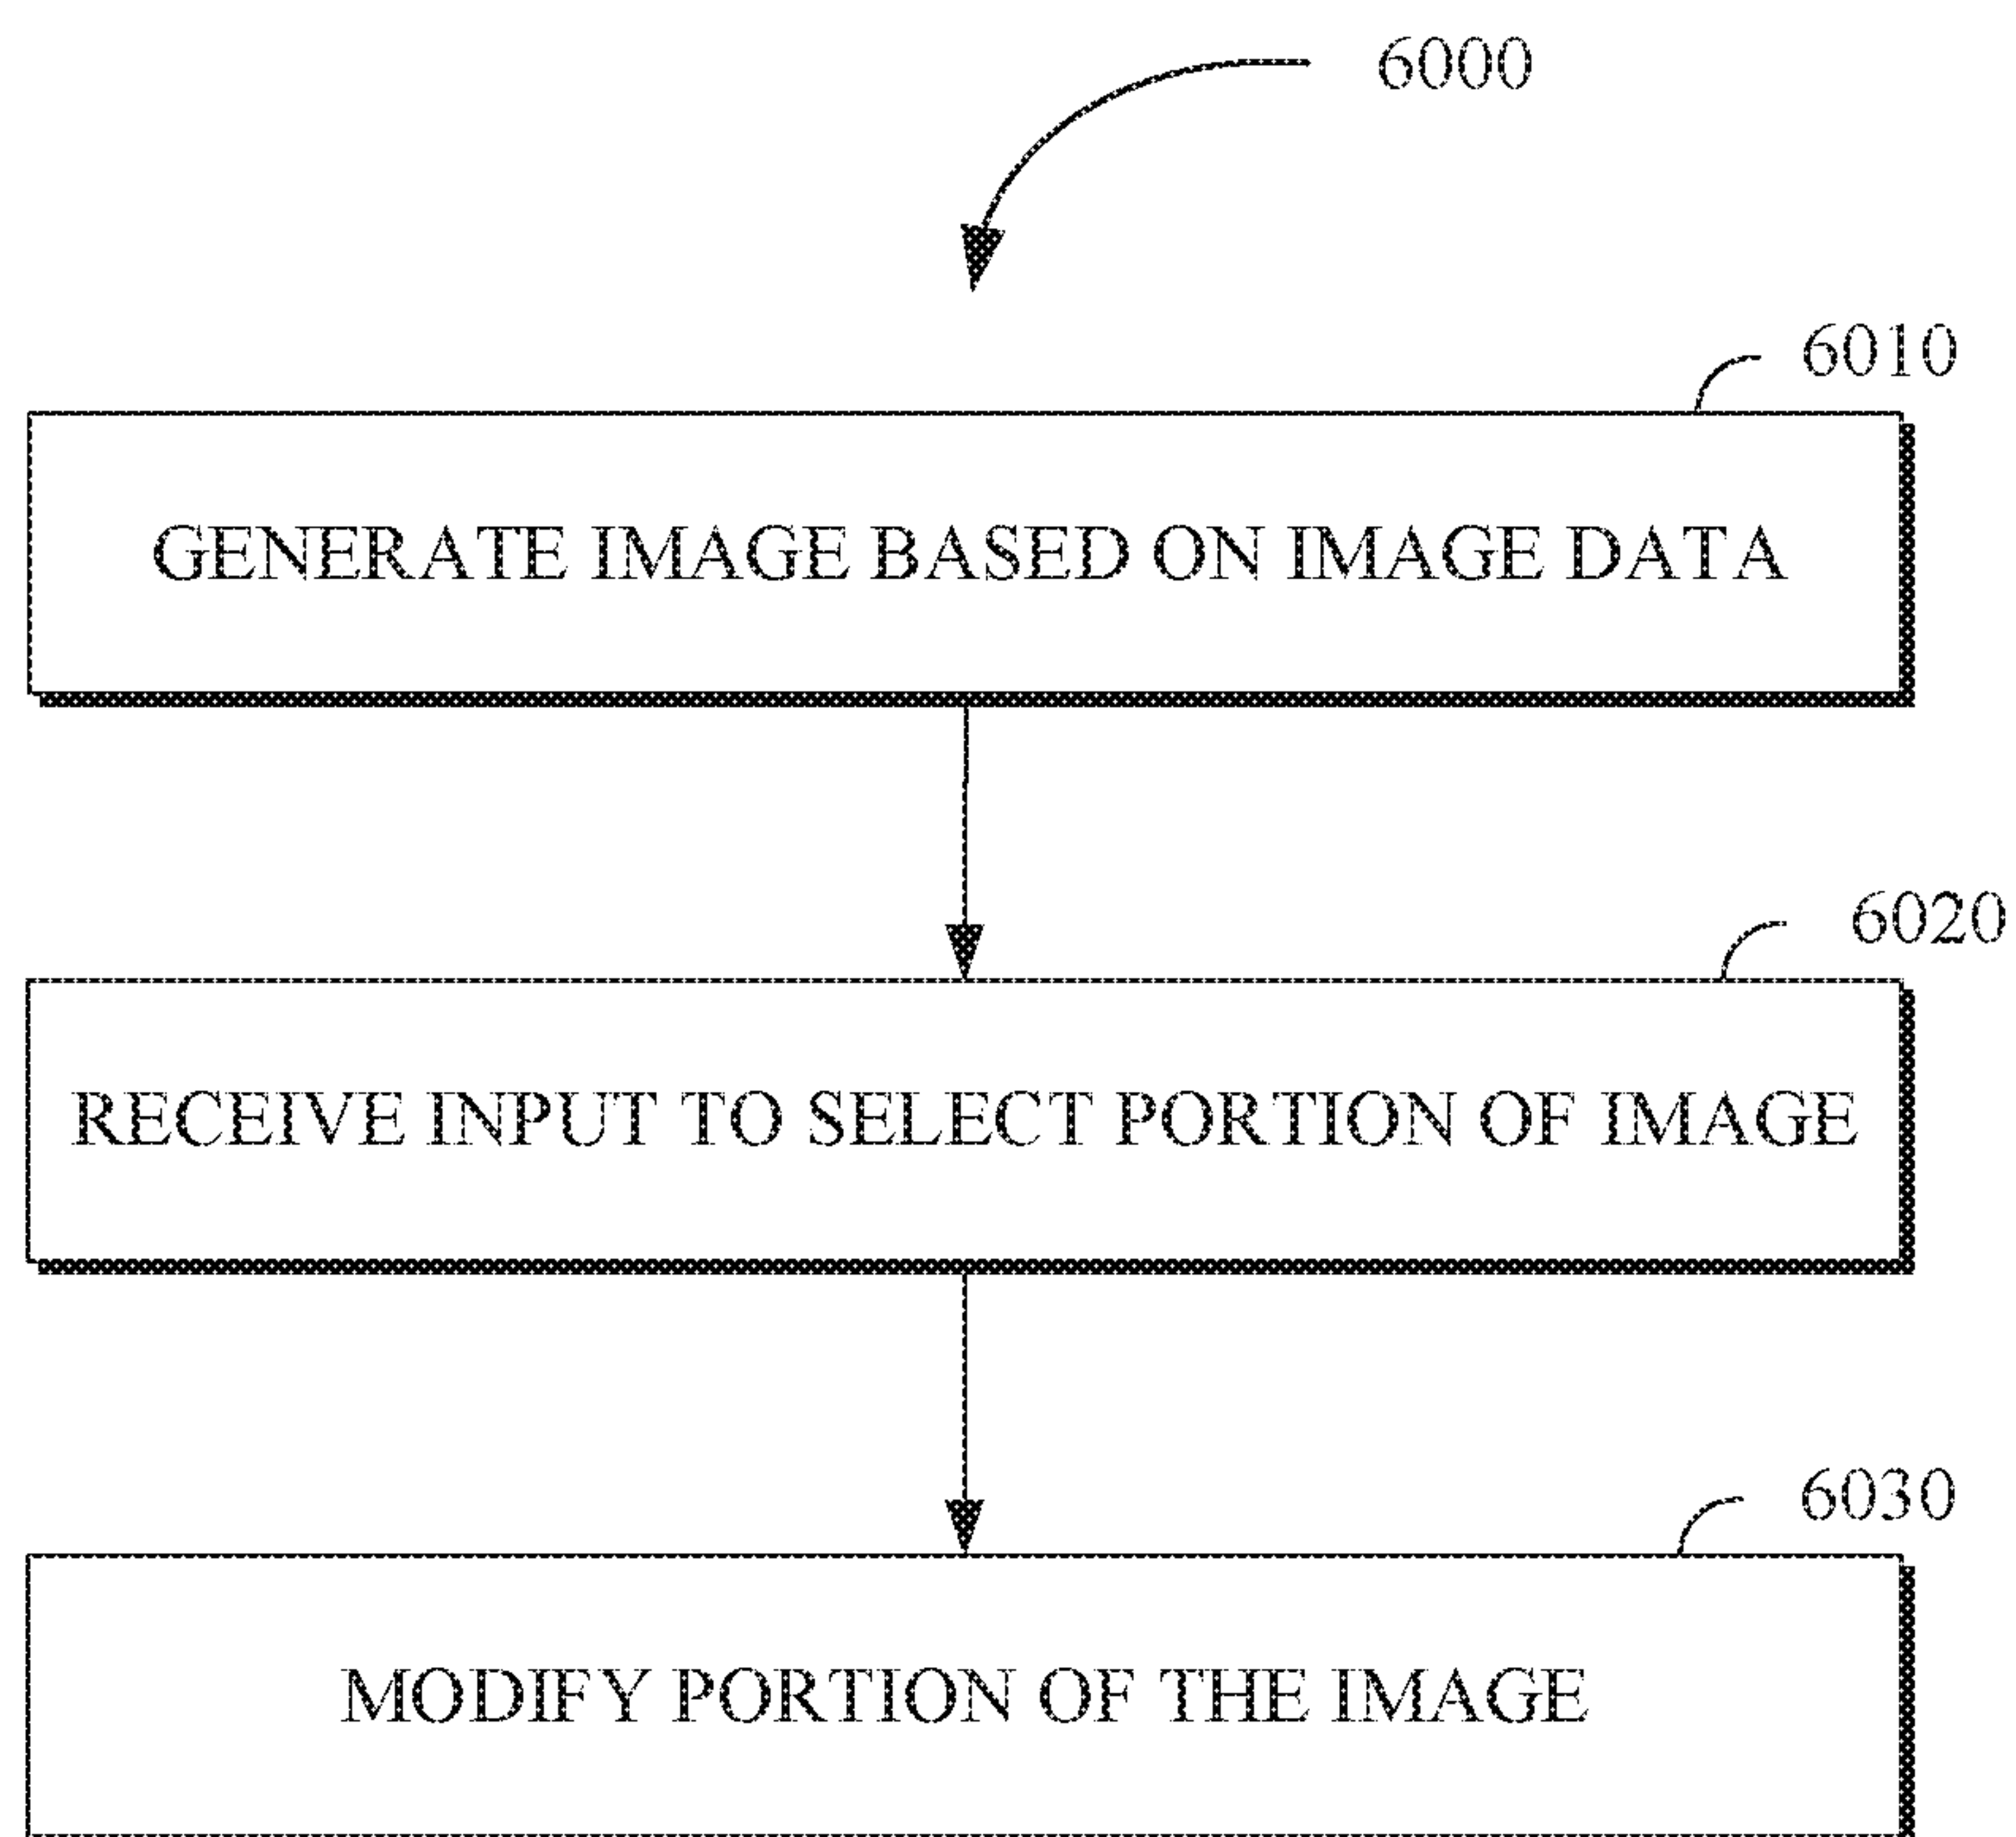 6000
6010
GENERATE IMAGE BASED ON IMAGE DATA
6020
RECEIVE INPUT TO SELECT PORTION OF IMAGE
6030
MODIFY PORTION OF THE IMAGE